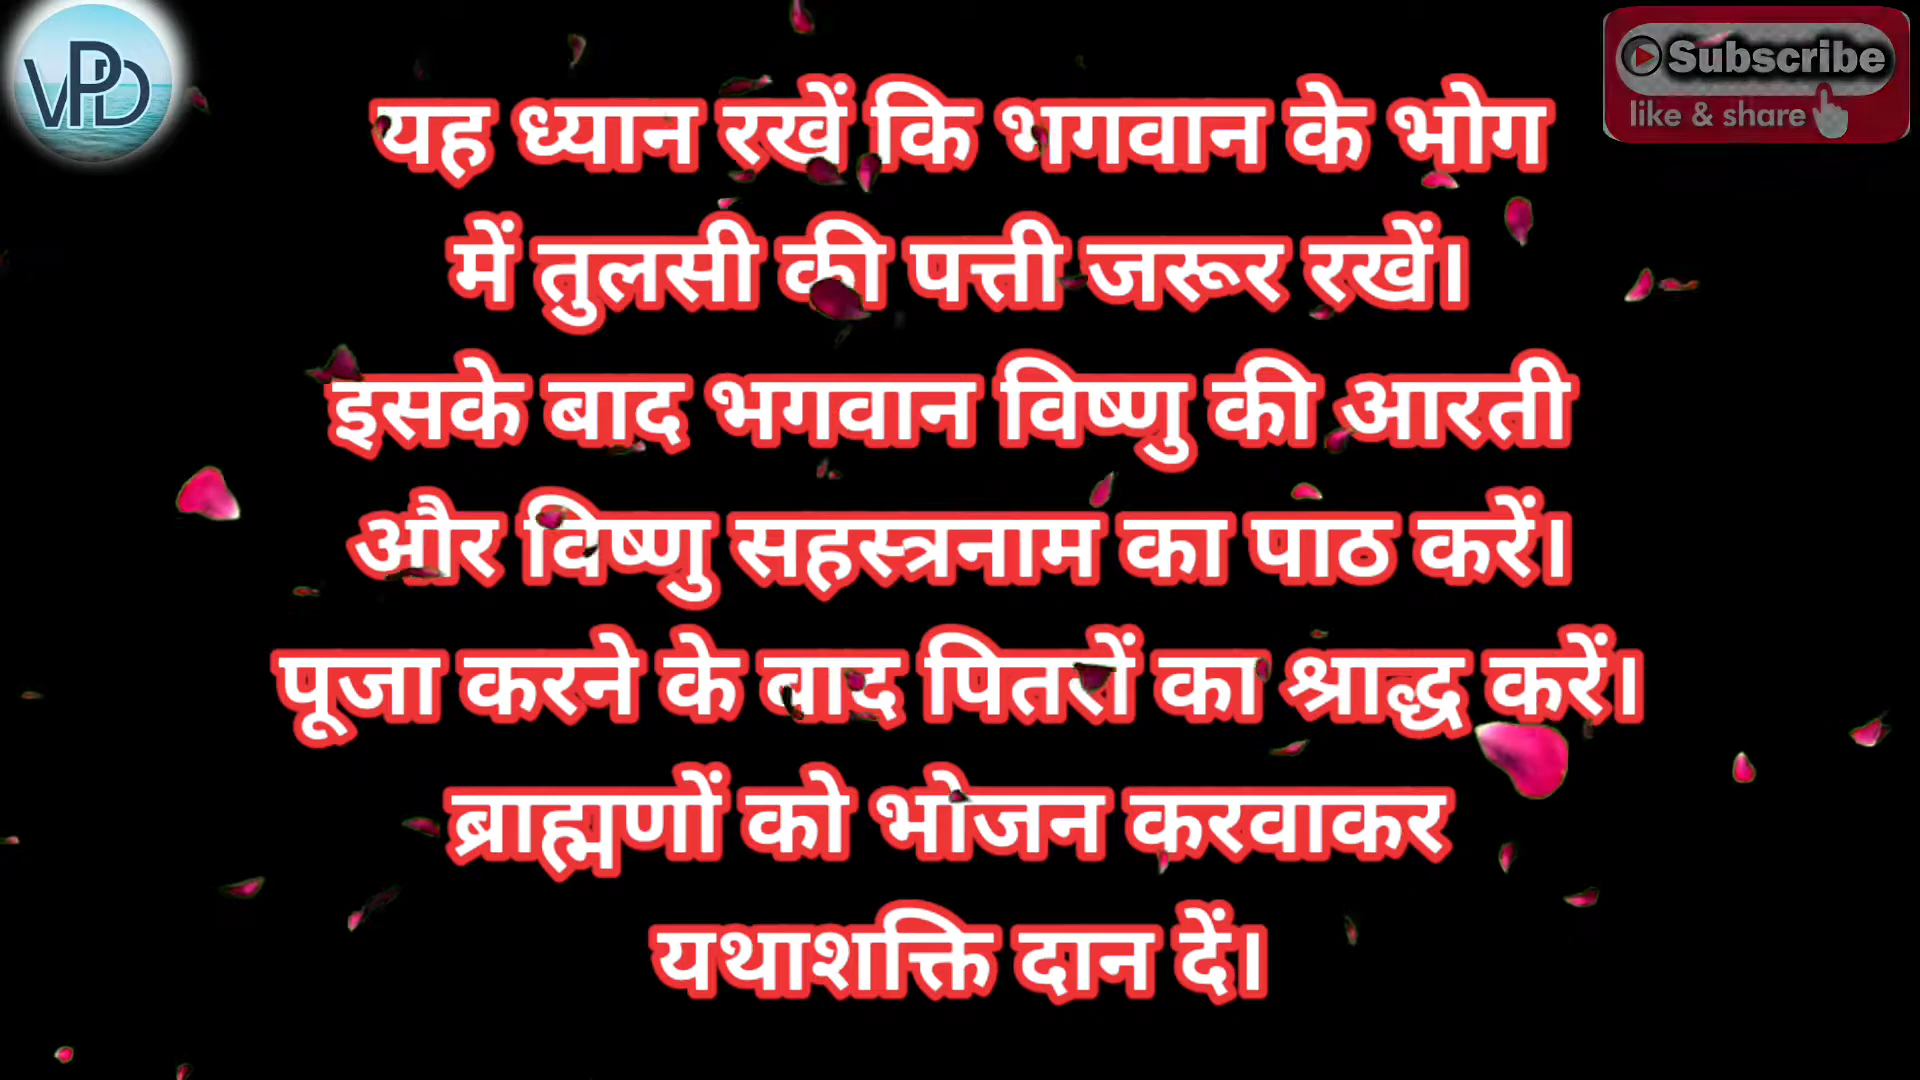 VPD
Subscribe
like & share
यह ध्यान रखें कि भगवान के भोग
में तुलसी की पत्ती जरूर रखें।
इसके बाद भगवान विष्णु की आरती
और विष्णु सहस्त्रनाम का पाठ करें।
पूजा करने के बाद पितरों का श्राद्ध करें।
ब्राह्मणों को भोजन करवाकर
यथाशक्ति दान दें।